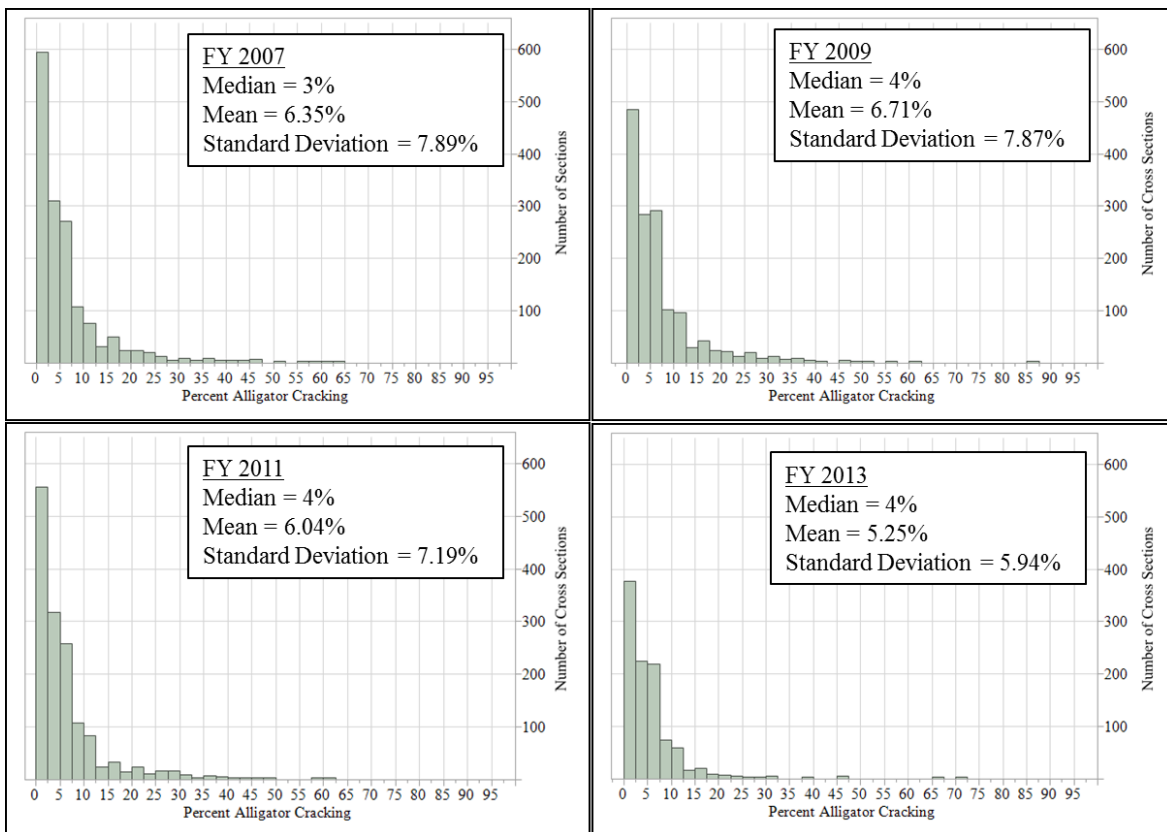 FY 2007
Median = 3%
Mean = 6.35%
Standard Deviation = 7.89%
600
500
400
300
200
100
Number of Sections
0 5 10 15 20 25 30 35 40 45 50 55 60 65 70 75 80 85 90 95
Percent Alligator Cracking
FY 2009
Median = 4%
Mean = 6.71%
Standard Deviation = 7.87%
600
500
400
300
200
100
Number of Cross Sections
0 5 10 15 20 25 30 35 40 45 50 55 60 65 70 75 80 85 90 95
Percent Alligator Cracking
FY 2011
Median = 4%
Mean = 6.04%
Standard Deviation = 7.19%
600
500
400
300
200
100
Number of Cross Sections
0 5 10 15 20 25 30 35 40 45 50 55 60 65 70 75 80 85 90 95
Percent Alligator Cracking
FY 2013
Median = 4%
Mean = 5.25%
Standard Deviation = 5.94%
600
500
400
300
200
100
Number of Cross Sections
0 5 10 15 20 25 30 35 40 45 50 55 60 65 70 75 80 85 90 95
Percent Alligator Cracking